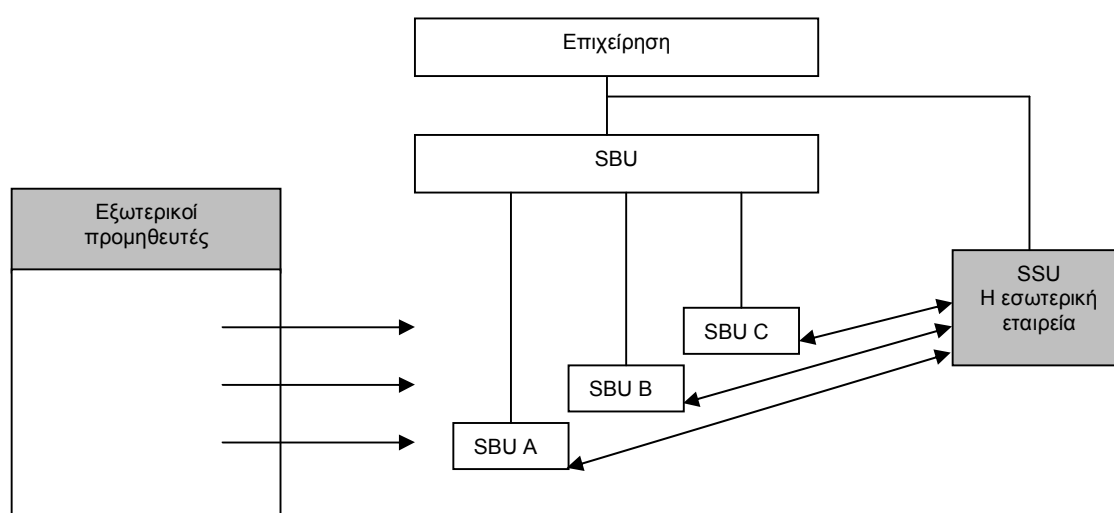 Επιχείρηση
SBU
Εξωτερικοί
προμηθευτές
SSU
Η εσωτερική
εταιρεία
SBU C
SBU B
SBU A